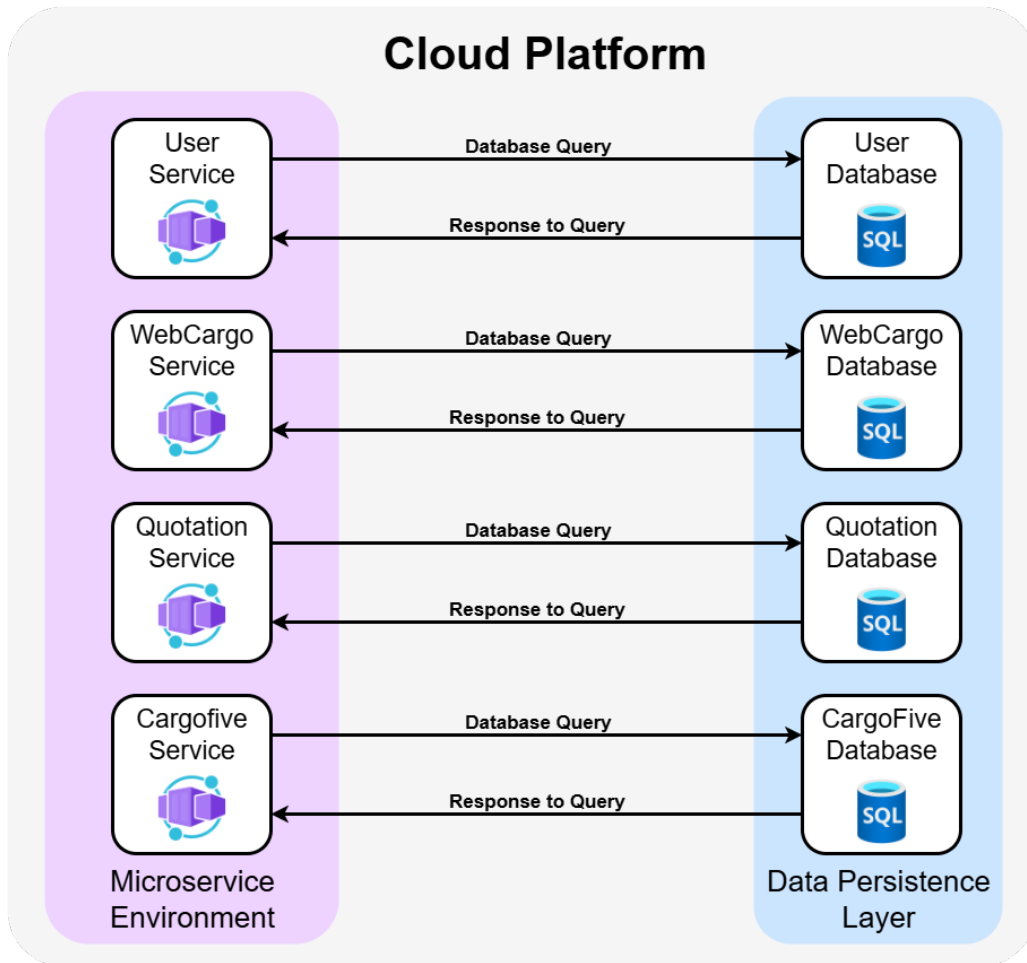 Cloud Platform
User
Service
Database Query
Response to Query
User
Database
SQL
WebCargo
Service
Database Query
Response to Query
WebCargo
Database
SQL
Quotation
Service
Database Query
Response to Query
Quotation
Database
SQL
Cargofive
Service
Database Query
Response to Query
CargoFive
Database
SQL
Microservice
Environment
Data Persistence
Layer